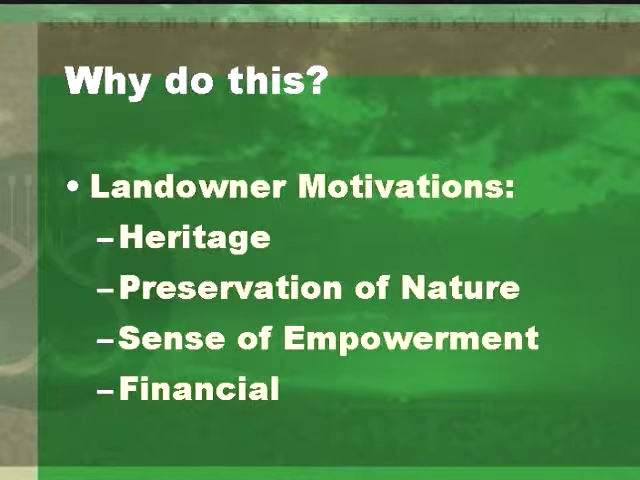 Why do this?
• Landowner Motivations:
– Heritage
– Preservation of Nature
– Sense of Empowerment
– Financial